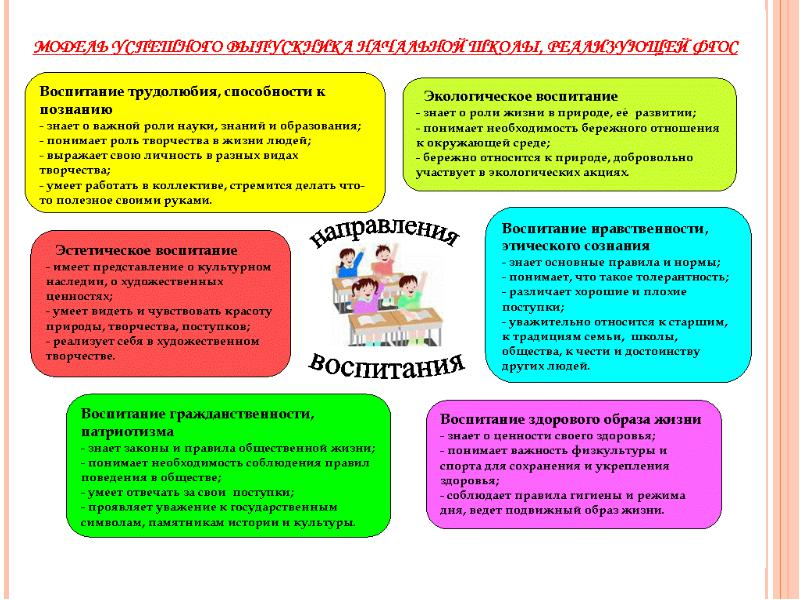 МОДЕЛЬ УСПЕШНОГО ВЫПУСКНИКА НАЧАЛЬНОЙ ШКОЛЫ, РЕАЛИЗУЮЩЕЙ ФГОС
Воспитание трудолюбия, способности к
познанию
- знает о важной роли науки, знаний и образования;
- понимает роль творчества в жизни людей;
- выражает свою личность в разных видах
творчества;
- умеет работать в коллективе, стремится делать что-
то полезное своими руками.
Экологическое воспитание
- знает о роли жизни в природе, её развитии;
- понимает необходимость бережного отношения
к окружающей среде;
- бережно относится к природе, добровольно
участвует в экологических акциях.
Эстетическое воспитание
- имеет представление о культурном
наследии, о художественных
ценностях;
- умеет видеть и чувствовать красоту
природы, творчества, поступков;
- реализует себя в художественном
творчестве.
направления
воспитания
Воспитание нравственности,
этического сознания
- знает основные правила и нормы;
- понимает, что такое толерантность;
- различает хорошие и плохие
поступки;
- уважительно относится к старшим,
к традициям семьи, школы,
общества, к чести и достоинству
других людей.
Воспитание гражданственности,
патриотизма
- знает законы и правила общественной жизни;
- понимает необходимость соблюдения правил
поведения в обществе;
- умеет отвечать за свои поступки;
- проявляет уважение к государственным
символам, памятникам истории и культуры.
Воспитание здорового образа жизни
- знает о ценности своего здоровья;
- понимает важность физкультуры и
спорта для сохранения и укрепления
здоровья;
- соблюдает правила гигиены и режима
дня, ведет подвижный образ жизни.